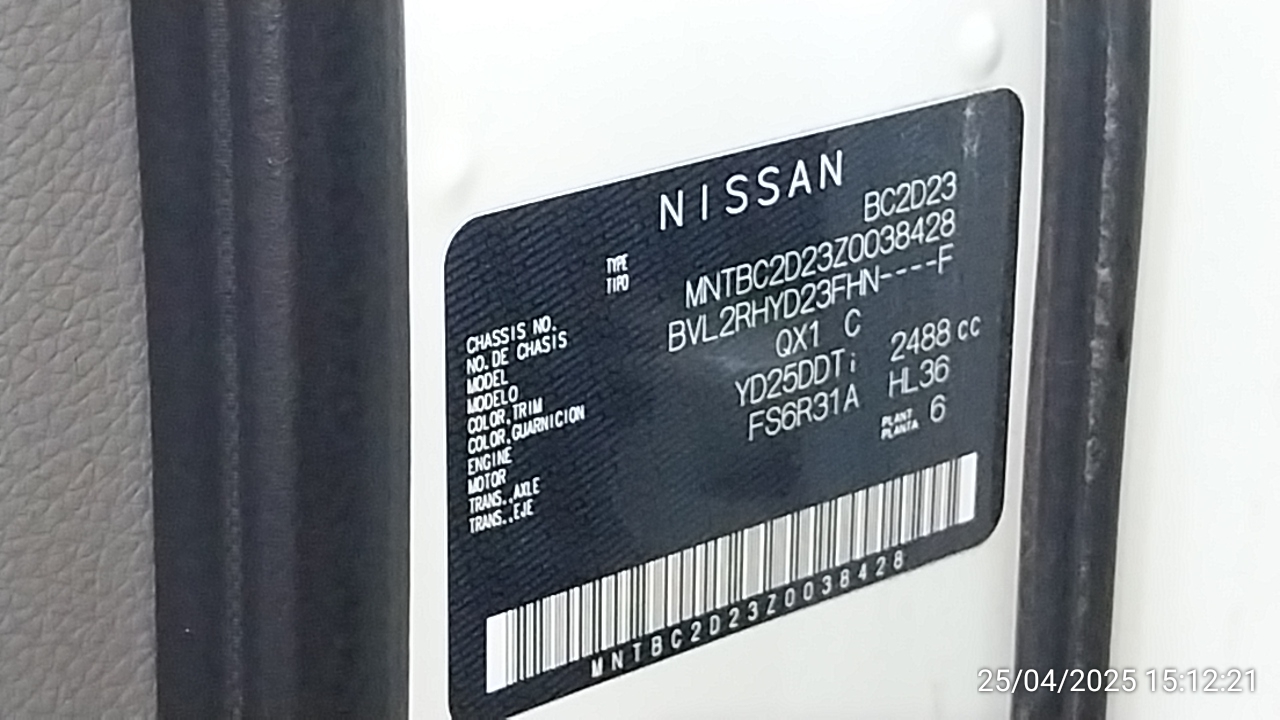 NISSAN
TYPE
TIPO
BC2D23
CHASSIS NO.
NO.DE CHASIS
MNTBC2D23Z0038428
MODEL
MODELO
BVL2RHYD23FHN----F
COLOR,TRIM
COLOR,GUARNICION
QX1 C
ENGINE
MOTOR
YD25DDTi 2488 cc
TRANS.,AXLE
TRANS.,EJE
FS6R31A HL36
PLANT
PLANTA
6
MNTBC2D23Z0038428
25/04/2025 15:12:21